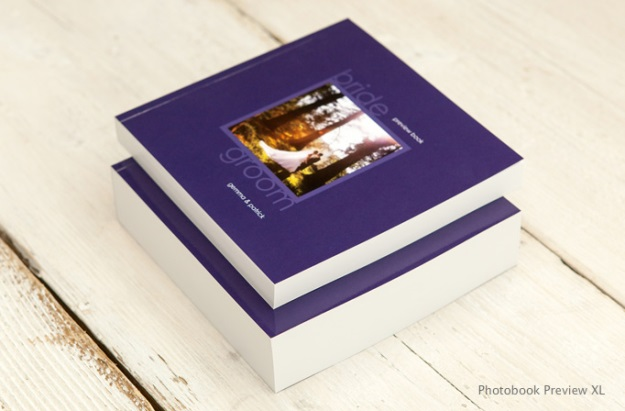 bride
preview book
groom
gemma & patrick
Photobook Preview XL